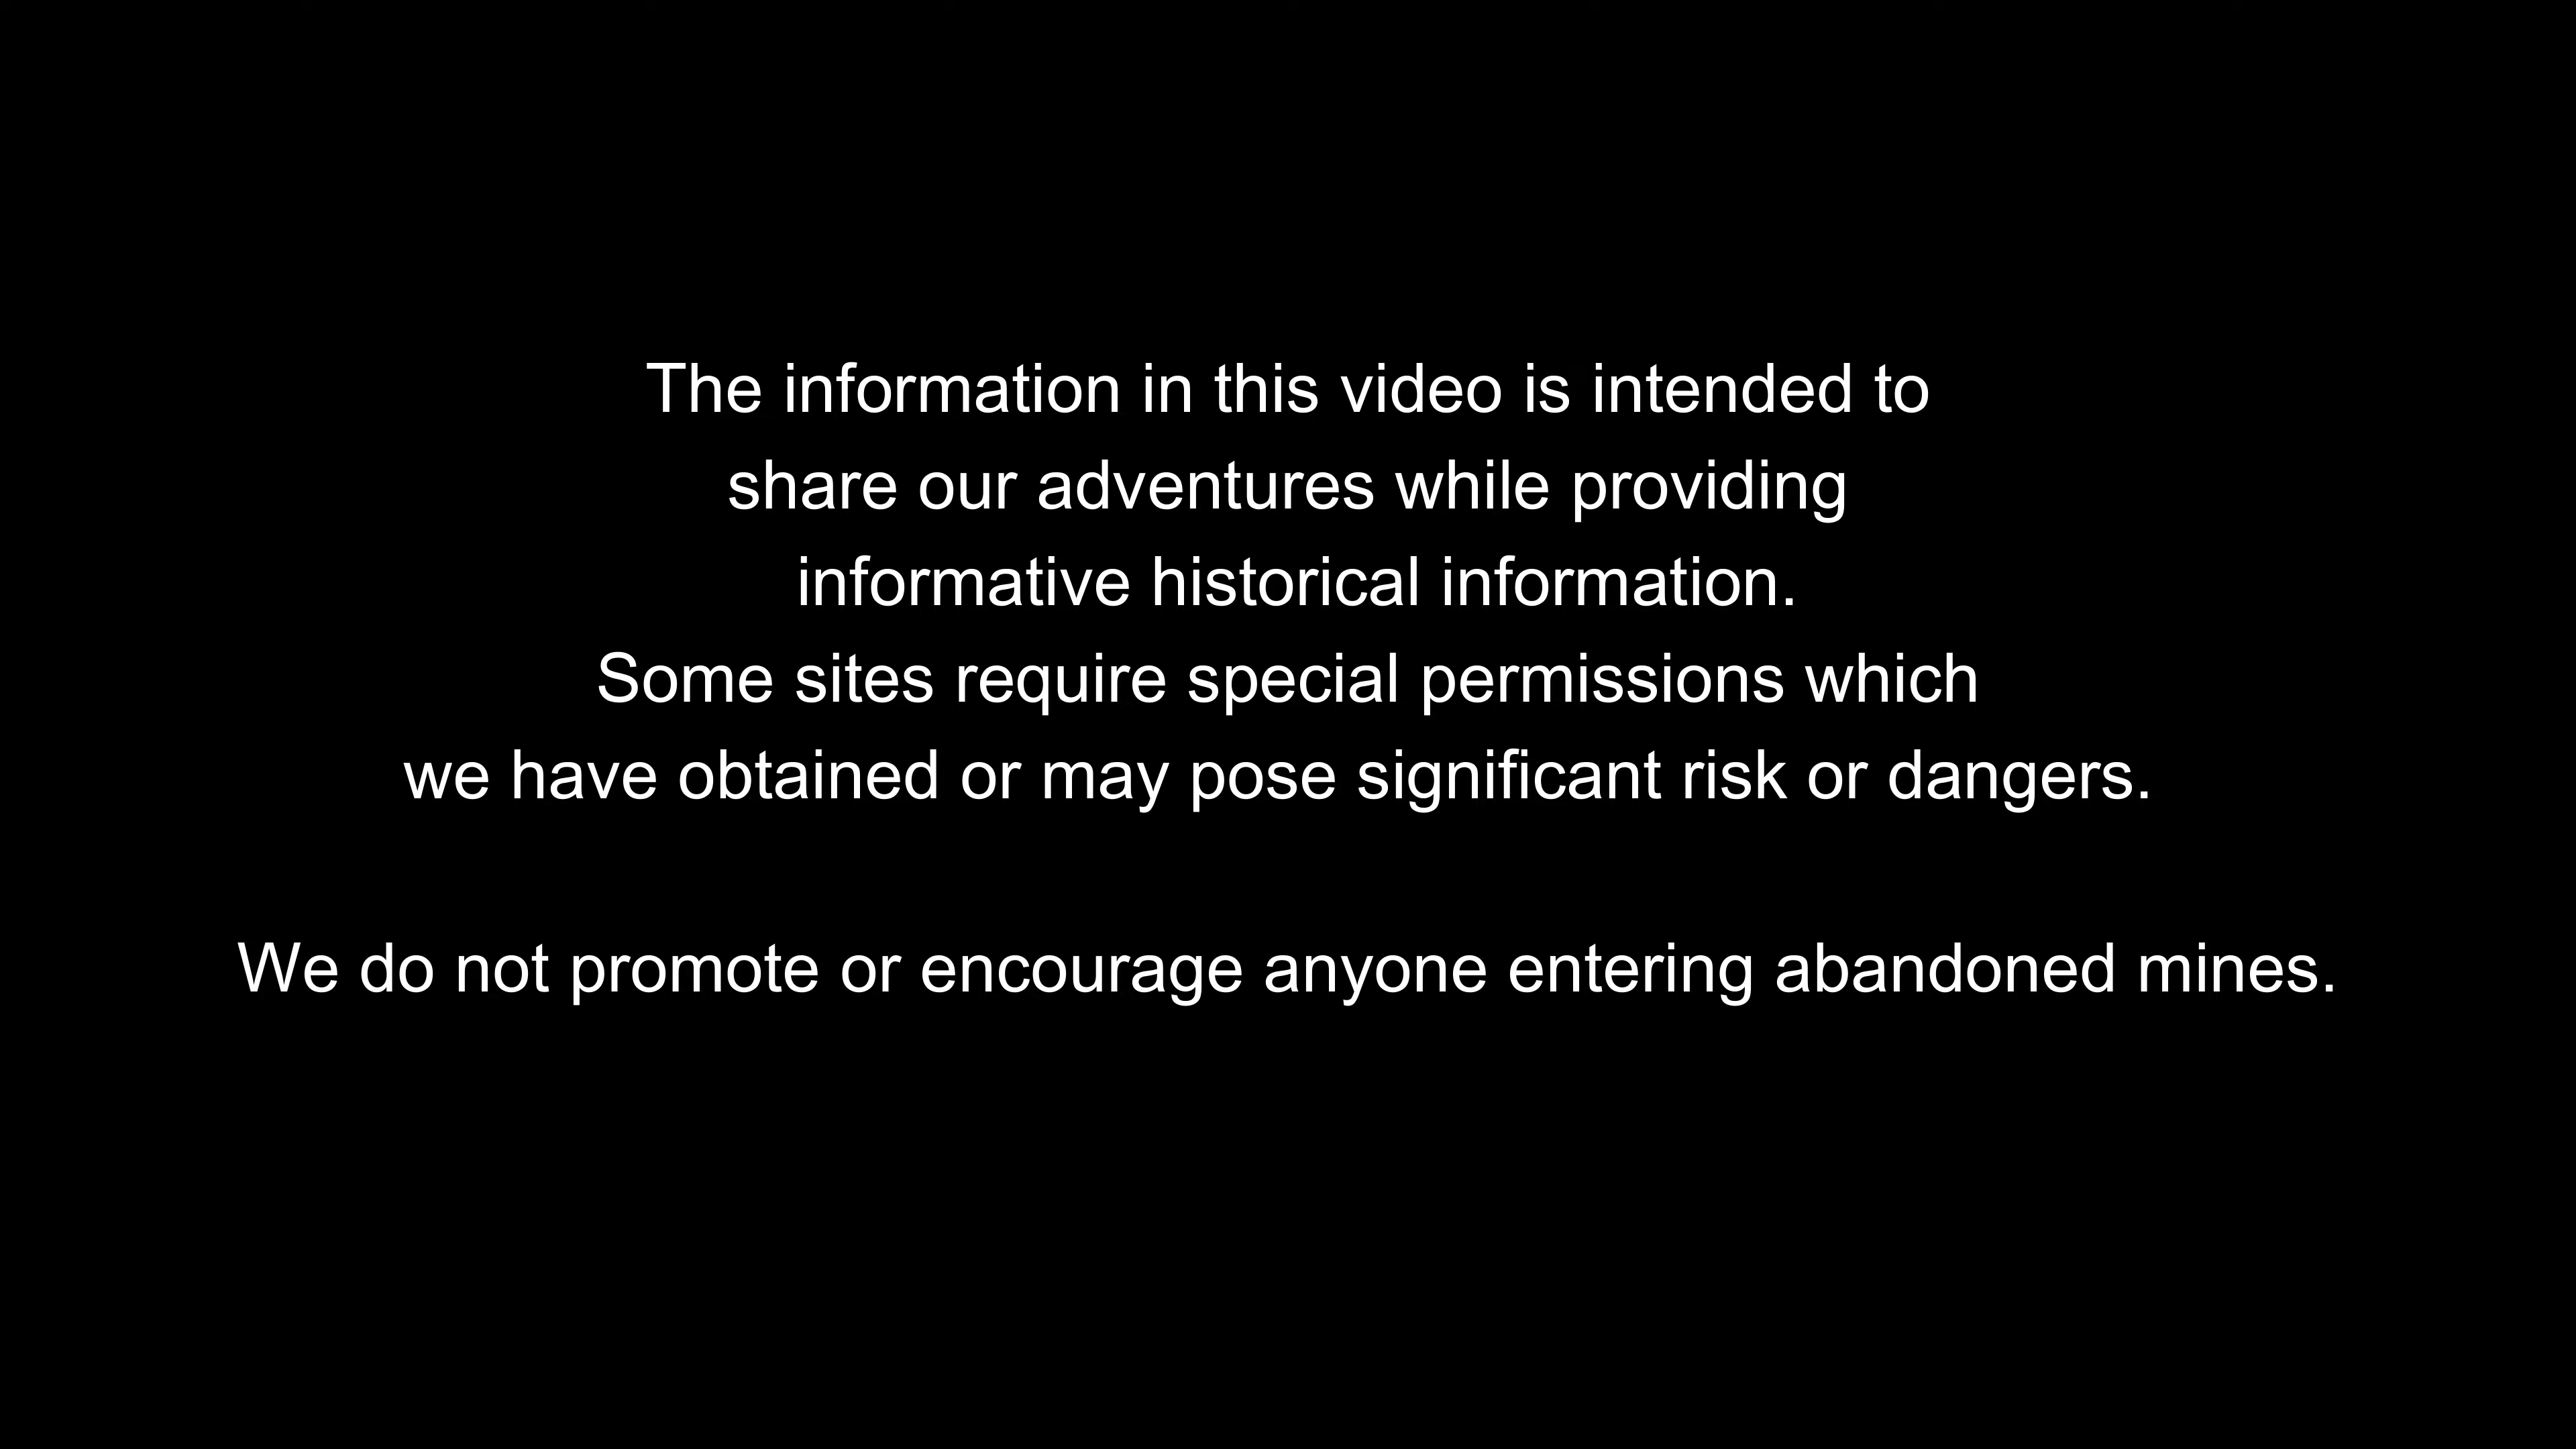 The information in this video is intended to
share our adventures while providing
informative historical information.
Some sites require special permissions which
we have obtained or may pose significant risk or dangers.
We do not promote or encourage anyone entering abandoned mines.